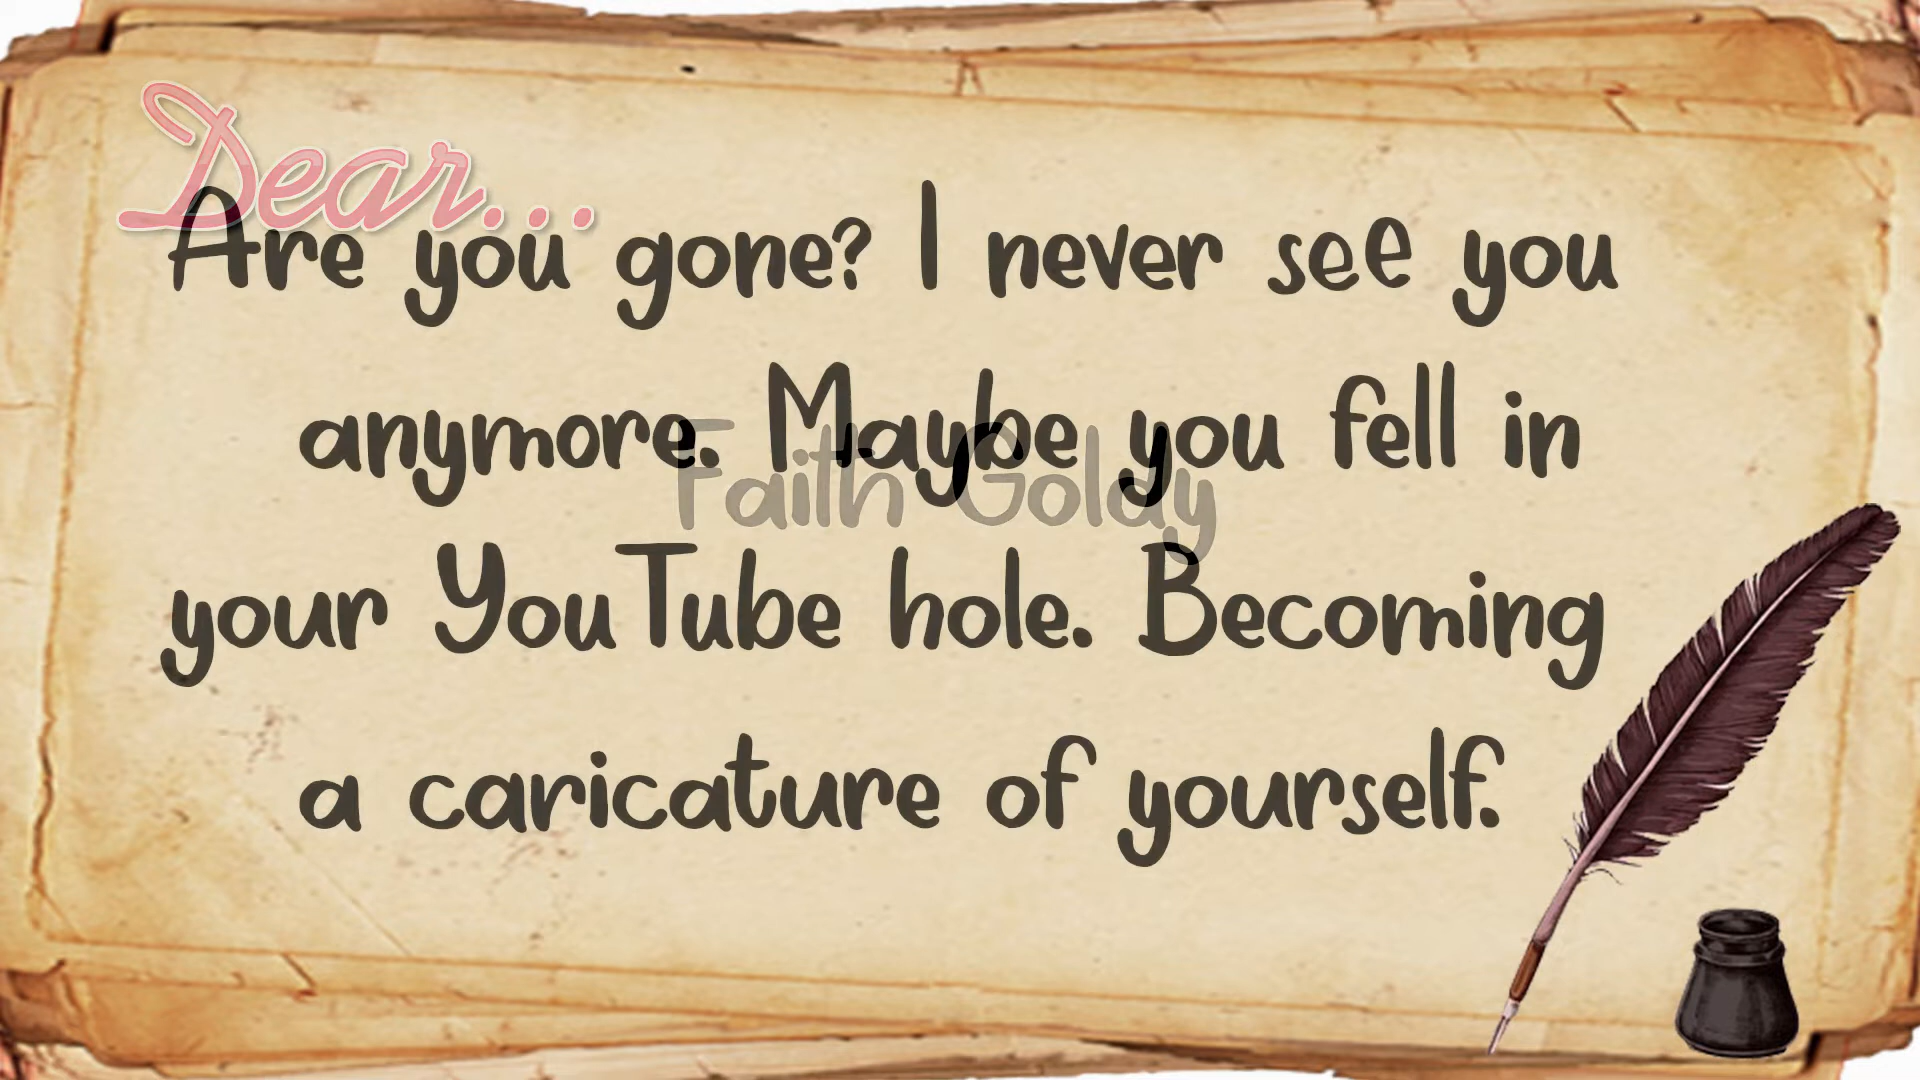 Dear...
Are you gone? I never see you
anymore. Maybe you fell in
Faith Goldy
your YouTube hole. Becoming
a caricature of yourself.